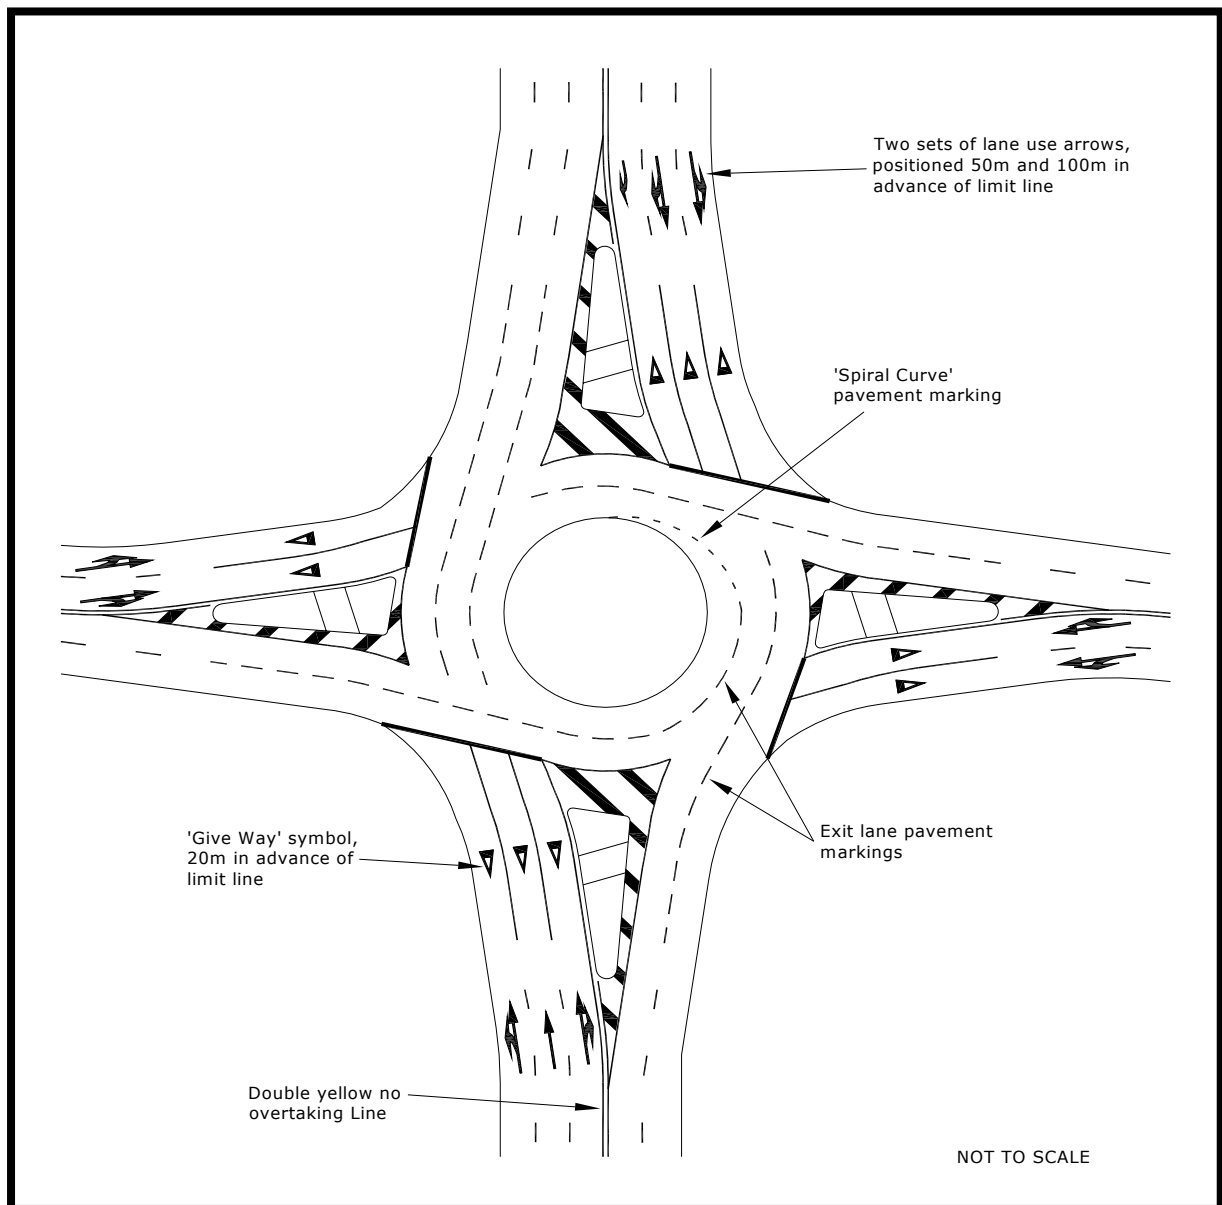 Two sets of lane use arrows,
positioned 50m and 100m in
advance of limit line
'Spiral Curve'
pavement marking
'Give Way' symbol,
20m in advance of
limit line
Exit lane pavement
markings
Double yellow no
overtaking Line
NOT TO SCALE